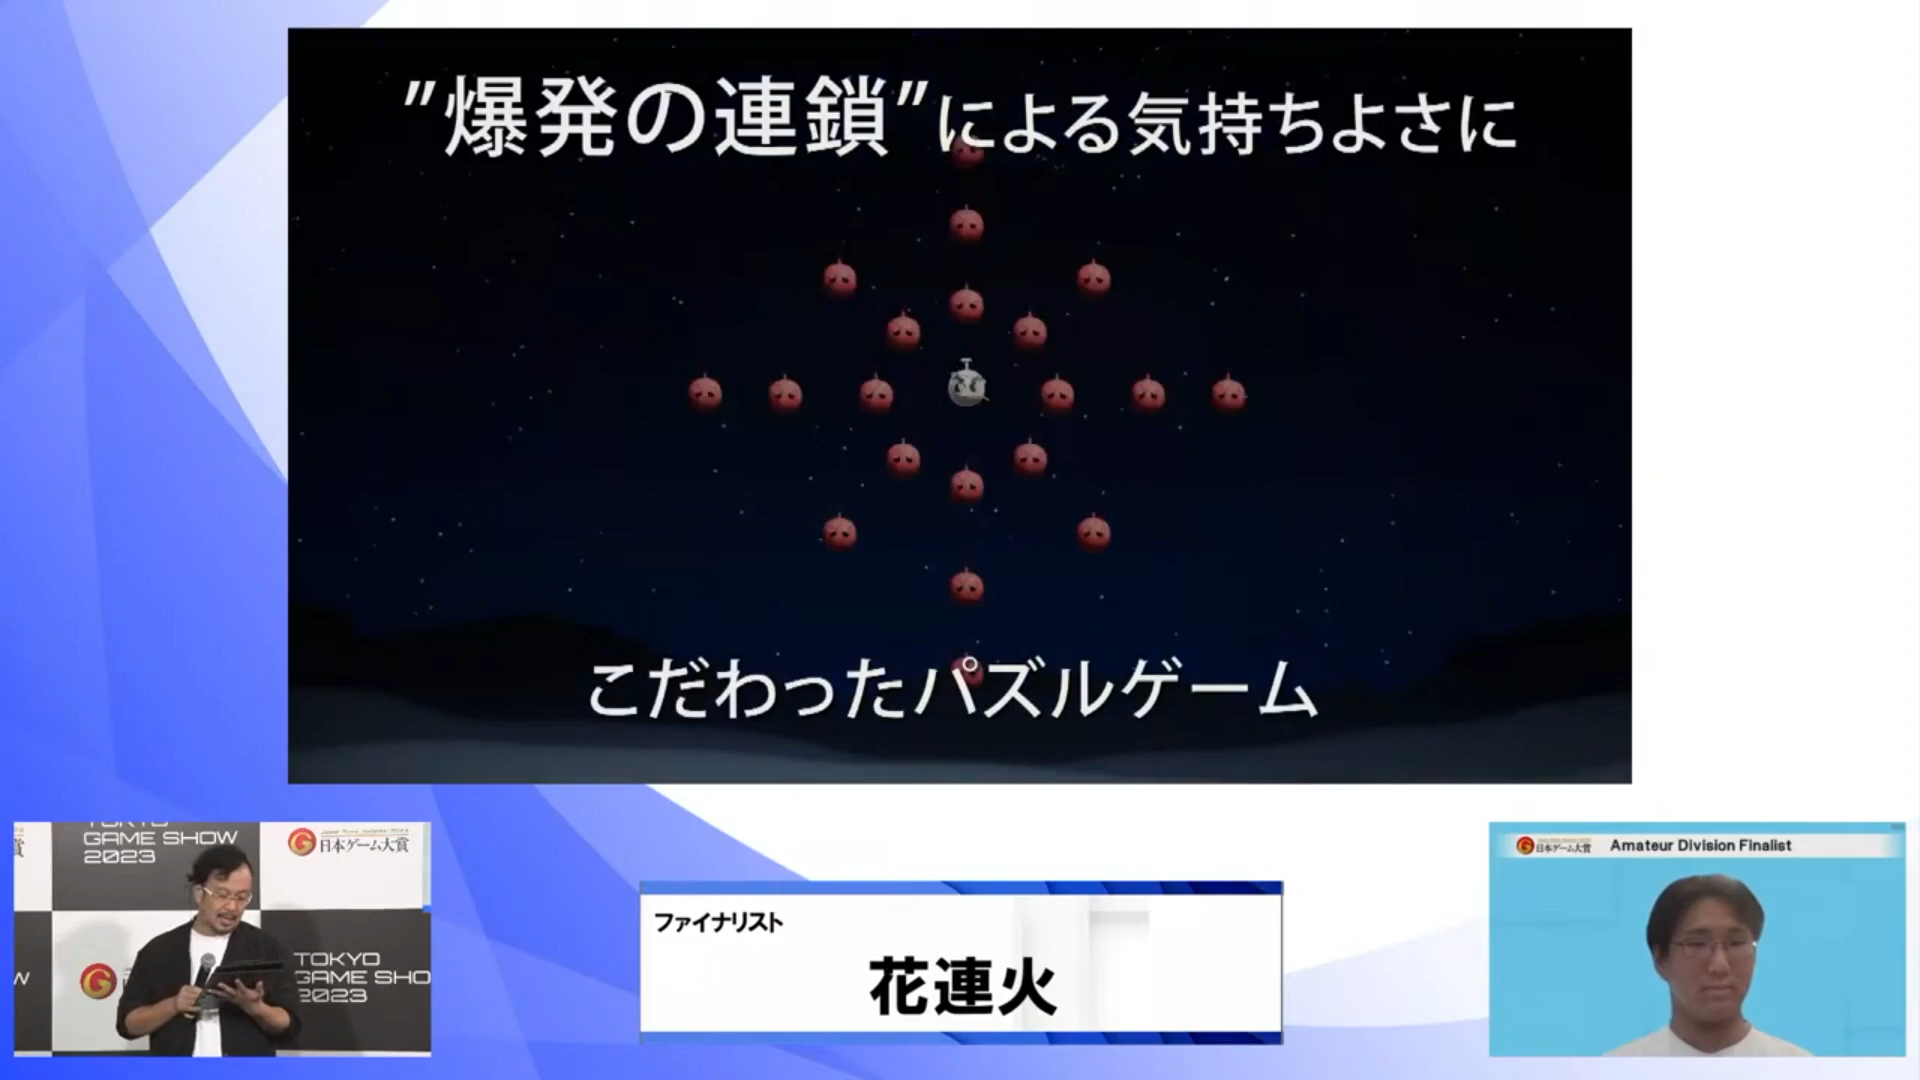 ”爆発の連鎖”による気持ちよさに
こだわったパズルゲーム
TOKYO
GAME SHOW
2023
日本ゲーム大賞
賞
W
TOKYO
GAME SHO
2023
ファイナリスト
花連火
日本ゲーム大賞
Amateur Division Finalist